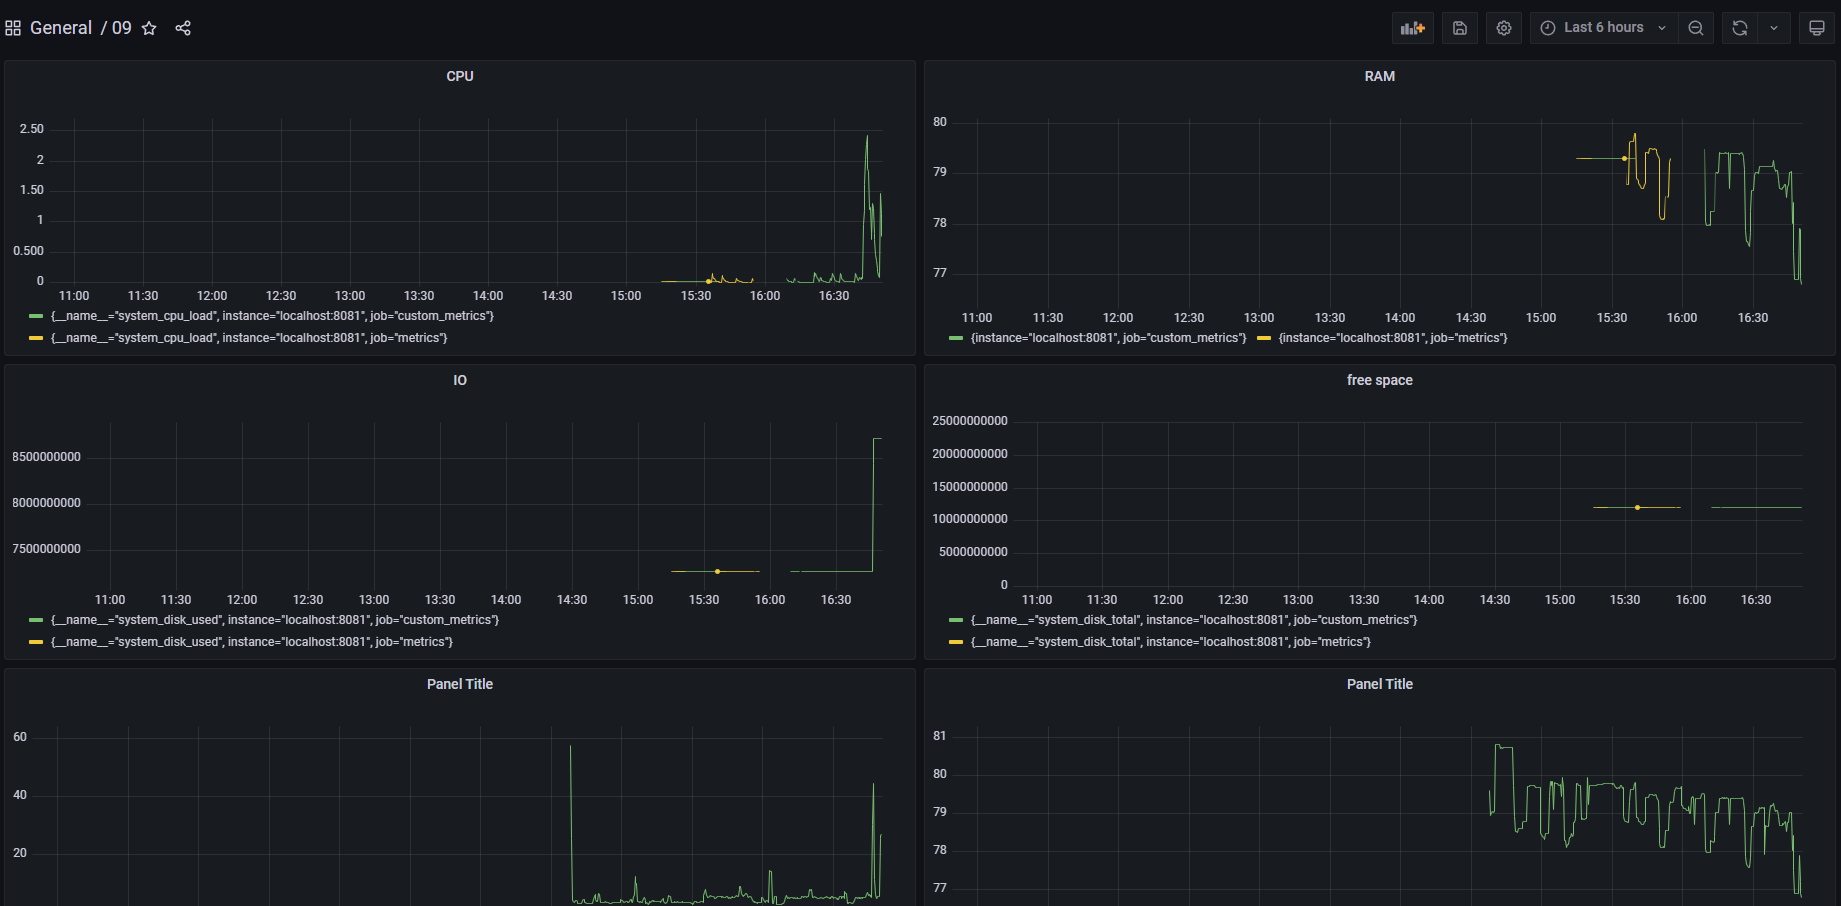 General / 09
Last 6 hours
CPU
2.50
2
1.50
1
0.500
0
11:00 11:30 12:00 12:30 13:00 13:30 14:00 14:30 15:00 15:30 16:00 16:30
{__name__="system_cpu_load", instance="localhost:8081", job="custom_metrics"}
{__name__="system_cpu_load", instance="localhost:8081", job="metrics"}
RAM
80
79
78
77
11:00 11:30 12:00 12:30 13:00 13:30 14:00 14:30 15:00 15:30 16:00 16:30
{instance="localhost:8081", job="custom_metrics"} {instance="localhost:8081", job="metrics"}
IO
8500000000
8000000000
7500000000
11:00 11:30 12:00 12:30 13:00 13:30 14:00 14:30 15:00 15:30 16:00 16:30
{__name__="system_disk_used", instance="localhost:8081", job="custom_metrics"}
{__name__="system_disk_used", instance="localhost:8081", job="metrics"}
free space
25000000000
20000000000
15000000000
10000000000
5000000000
0
11:00 11:30 12:00 12:30 13:00 13:30 14:00 14:30 15:00 15:30 16:00 16:30
{__name__="system_disk_total", instance="localhost:8081", job="custom_metrics"}
{__name__="system_disk_total", instance="localhost:8081", job="metrics"}
Panel Title
60
40
20
Panel Title
81
80
79
78
77